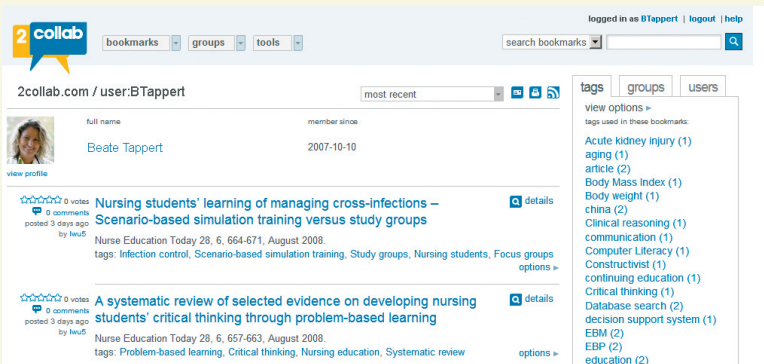 logged in as BTappert | logout | help
2 collab
bookmarks groups tools
search bookmarks
2collab.com / user:BTappert
most recent
full name member since
Beate Tappert 2007-10-10
view profile
0 votes
0 comments
posted 3 days ago
by lwu5
Nursing students' learning of managing cross-infections –
Scenario-based simulation training versus study groups
details
Nurse Education Today 28, 6, 664-671, August 2008.
tags: Infection control, Scenario-based simulation training, Study groups, Nursing students, Focus groups
options
0 votes
0 comments
posted 3 days ago
by lwu5
A systematic review of selected evidence on developing nursing
students' critical thinking through problem-based learning
details
Nurse Education Today 28, 6, 657-663, August 2008.
tags: Problem-based learning, Critical thinking, Nursing education, Systematic review
options
tags groups users
view options
tags used in these bookmarks:
Acute kidney injury (1)
aging (1)
article (2)
Body Mass Index (1)
Body weight (1)
china (2)
Clinical reasoning (1)
communication (1)
Computer Literacy (1)
Constructivist (1)
continuing education (1)
Critical thinking (1)
Database search (2)
decision support system (1)
EBM (2)
EBP (2)
education (2)